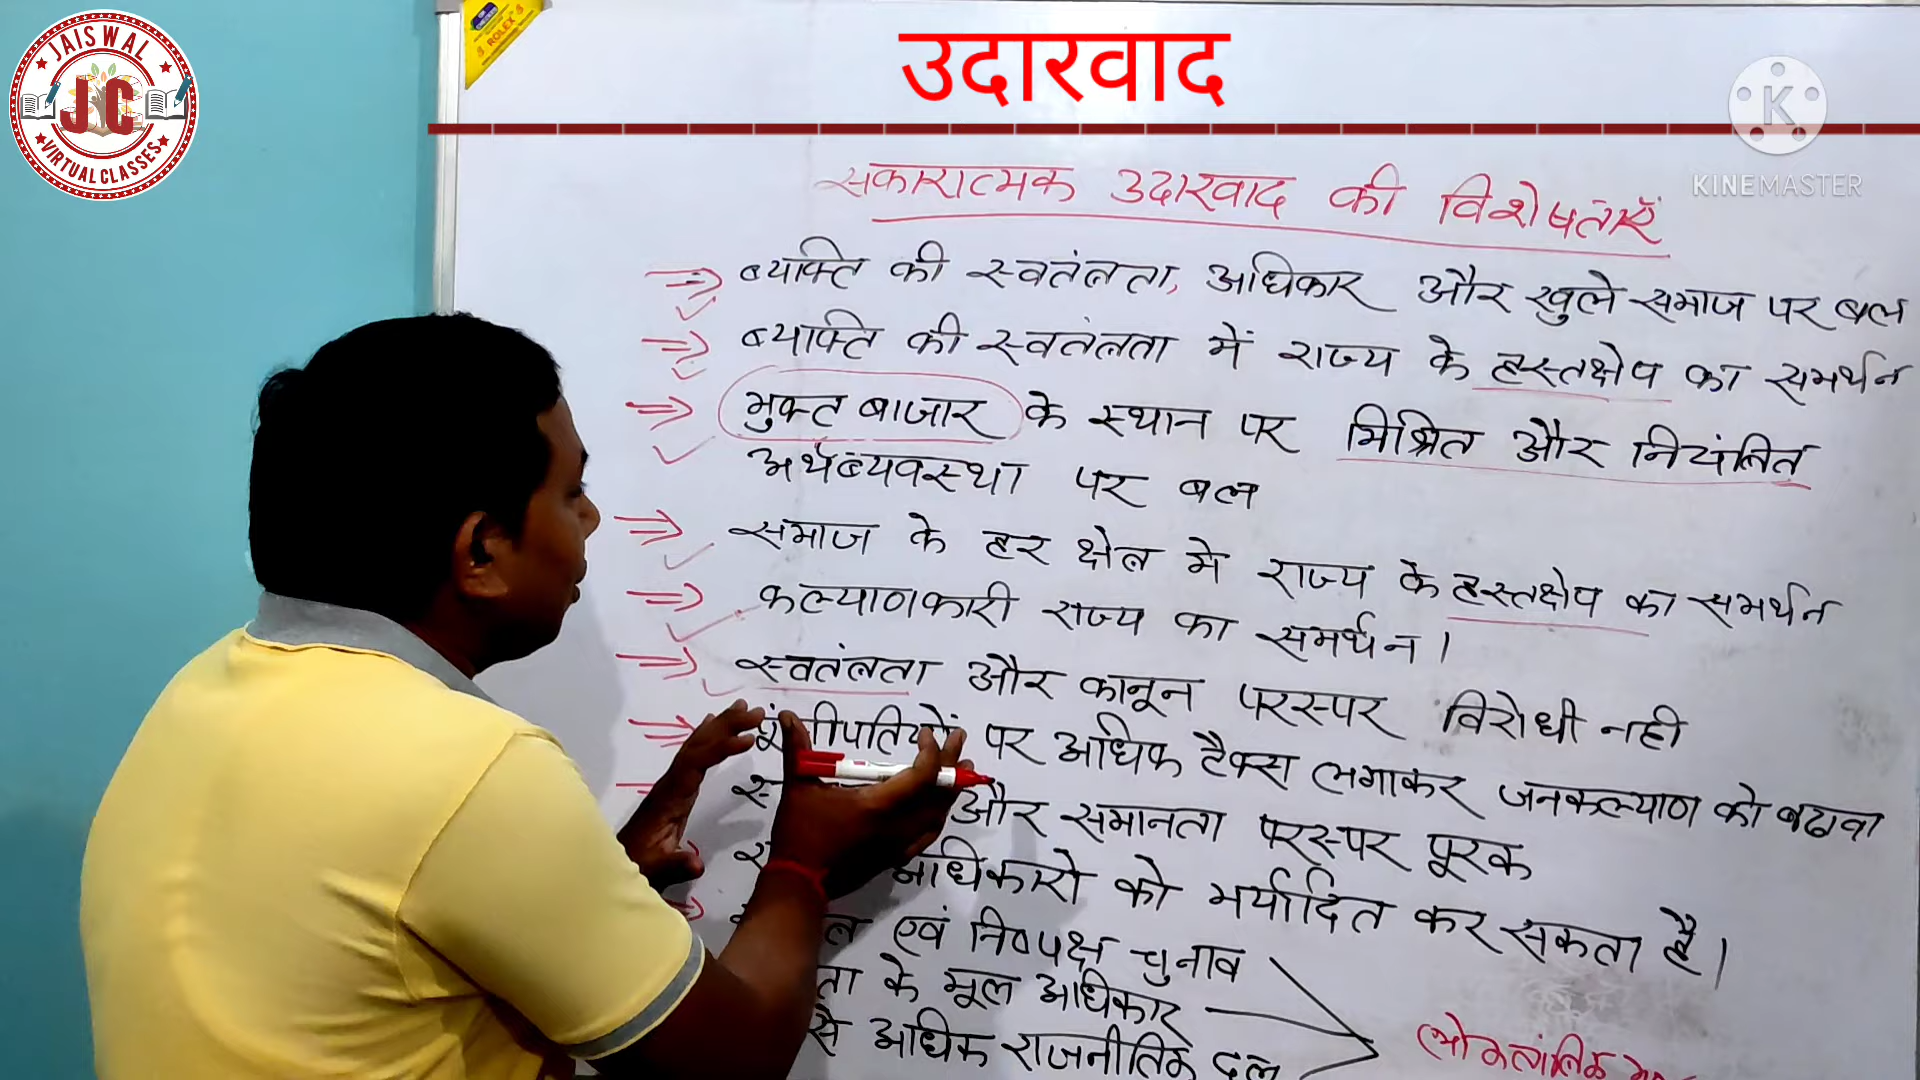 JAISWAL
JC
VIRTUAL CLASSES
ROLEX
उदारवाद
K
KINEMASTER
सकारात्मक उदारवाद की विशेषताएँ
व्यक्ति की स्वतंत्रता, अधिकार और खुले समाज पर बल
व्यक्ति की स्वतंत्रता में राज्य के हस्तक्षेप का समर्थन
मुक्त बाजार के स्थान पर मिश्रित और नियंत्रित
अर्थव्यवस्था पर बल
समाज के हर क्षेत्र मे राज्य के हस्तक्षेप का समर्थन
कल्याणकारी राज्य का समर्थन।
स्वतंत्रता और कानून परस्पर विरोधी नही
पूंजीपतियों पर अधिक टैक्स लगाकर जनकल्याण को बढावा
और समानता परस्पर पूरक
अधिकारो को मर्यादित कर सकता है।
एवं निष्पक्ष चुनाव
के मूल अधिकार
से अधिक राजनीतिक दल
लोकतांत्रिक